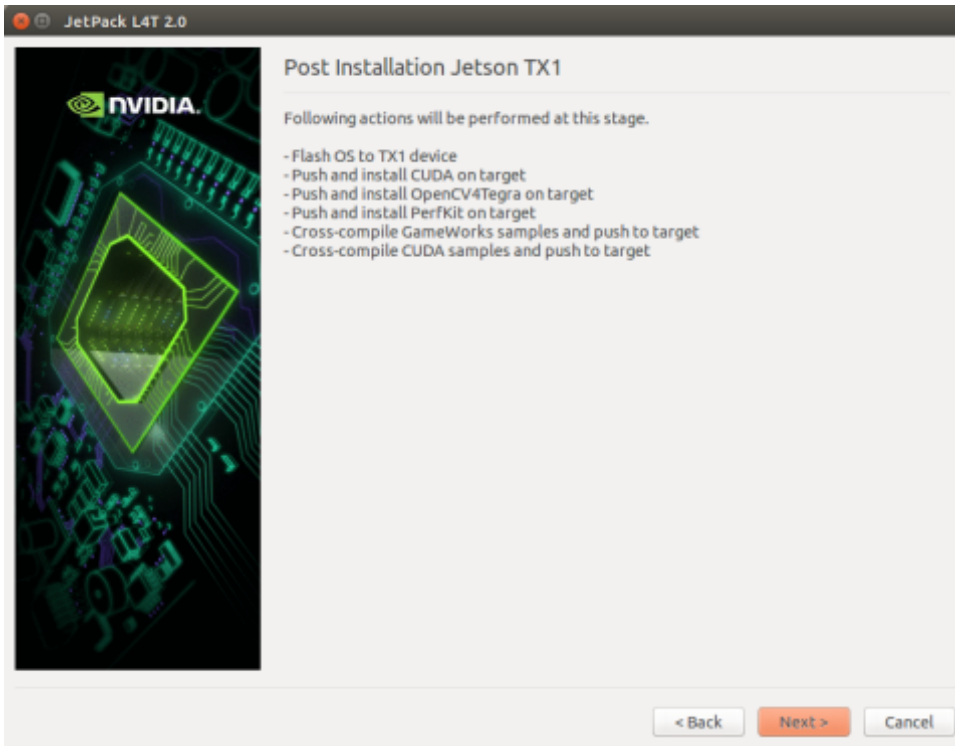 JetPack L4T 2.0
NVIDIA.
Post Installation Jetson TX1
Following actions will be performed at this stage.
- Flash OS to TX1 device
- Push and install CUDA on target
- Push and install OpenCV4Tegra on target
- Push and install PerfKit on target
- Cross-compile GameWorks samples and push to target
- Cross-compile CUDA samples and push to target
< Back
Next >
Cancel